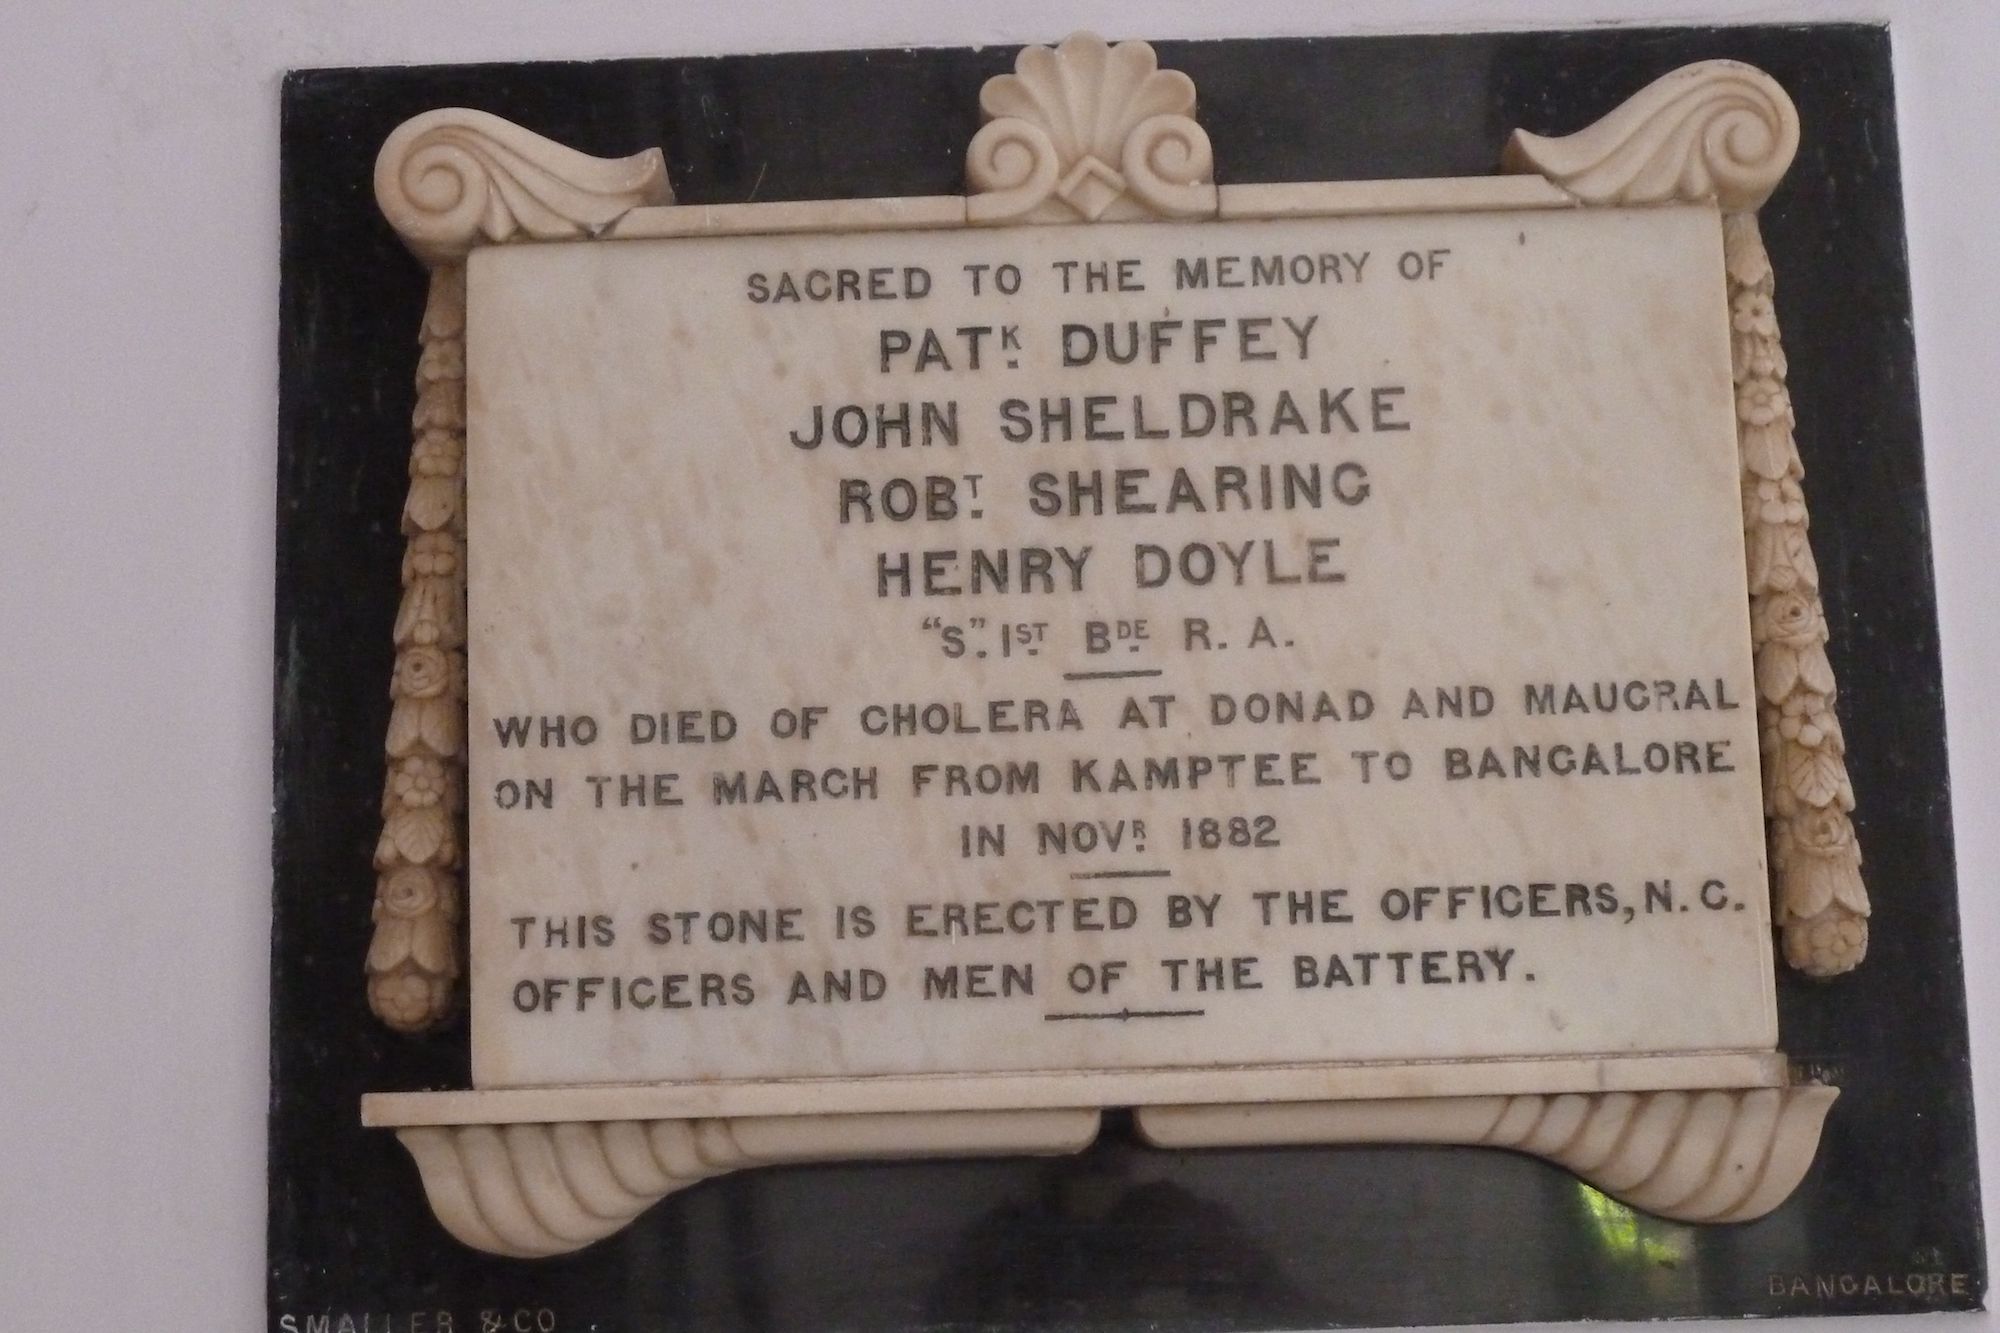 SACRED TO THE MEMORY OF
PATK. DUFFEY
JOHN SHELDRAKE
ROBT. SHEARING
HENRY DOYLE
"S". 1ST. BDE. R. A.
WHO DIED OF CHOLERA AT DONAD AND MAUGRAL
ON THE MARCH FROM KAMPTEE TO BANGALORE
IN NOVR. 1882
THIS STONE IS ERECTED BY THE OFFICERS, N. C.
OFFICERS AND MEN OF THE BATTERY.
SMALLER & CO
BANGALORE